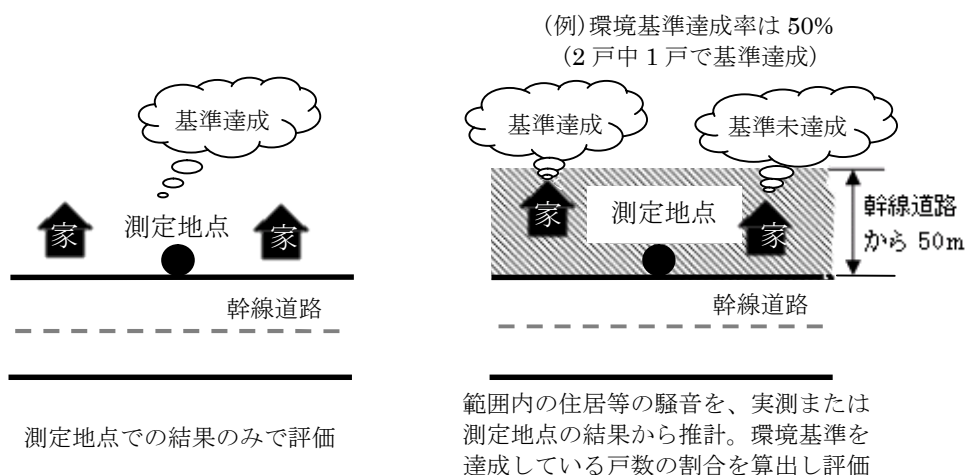 基準達成
家
測定地点
家
幹線道路
測定地点での結果のみで評価
(例)環境基準達成率は 50%
(2 戸中 1 戸で基準達成)
基準達成
基準未達成
家
測定地点
家
幹線道路
から 50m
幹線道路
範囲内の住居等の騒音を、実測または
測定地点の結果から推計。環境基準を
達成している戸数の割合を算出し評価